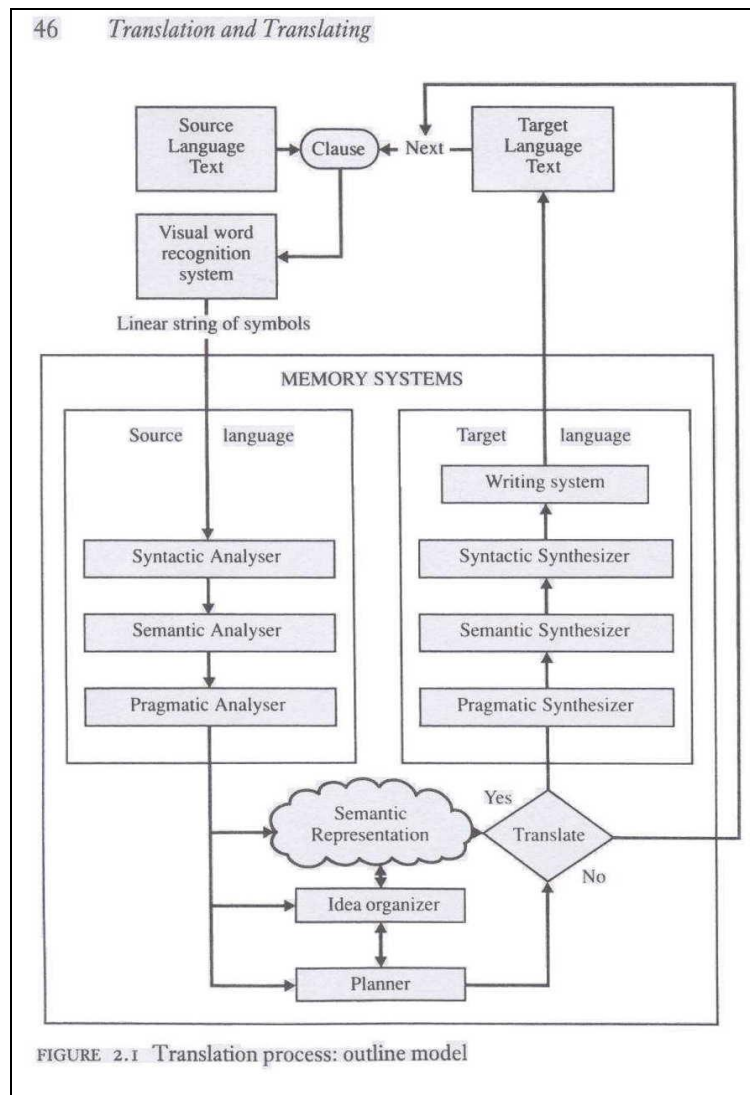 46 Translation and Translating
Source
Language
Text
Clause
Next
Target
Language
Text
Visual word
recognition
system
Linear string of symbols
MEMORY SYSTEMS
Source language
Syntactic Analyser
Semantic Analyser
Pragmatic Analyser
Target language
Writing system
Syntactic Synthesizer
Semantic Synthesizer
Pragmatic Synthesizer
Semantic
Representation
Yes
Translate
No
Idea organizer
Planner
FIGURE 2.1 Translation process: outline model